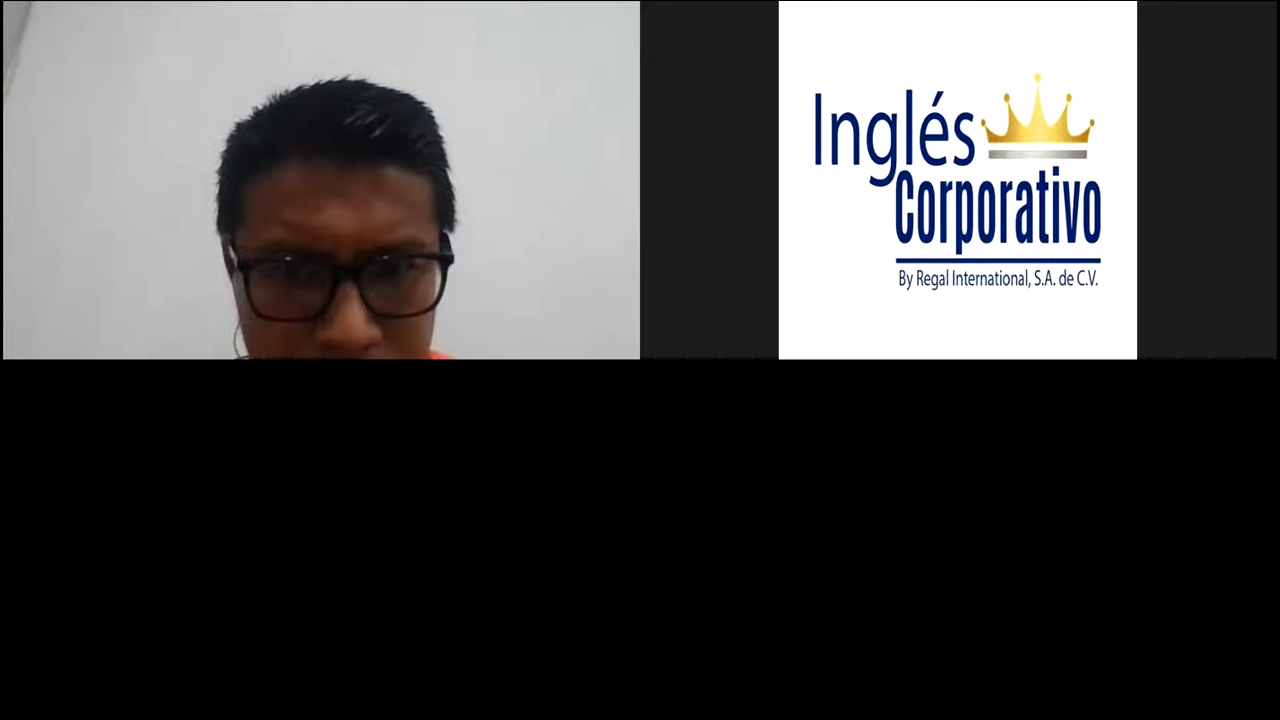 Inglés
Corporativo
By Regal International, S.A. de C.V.